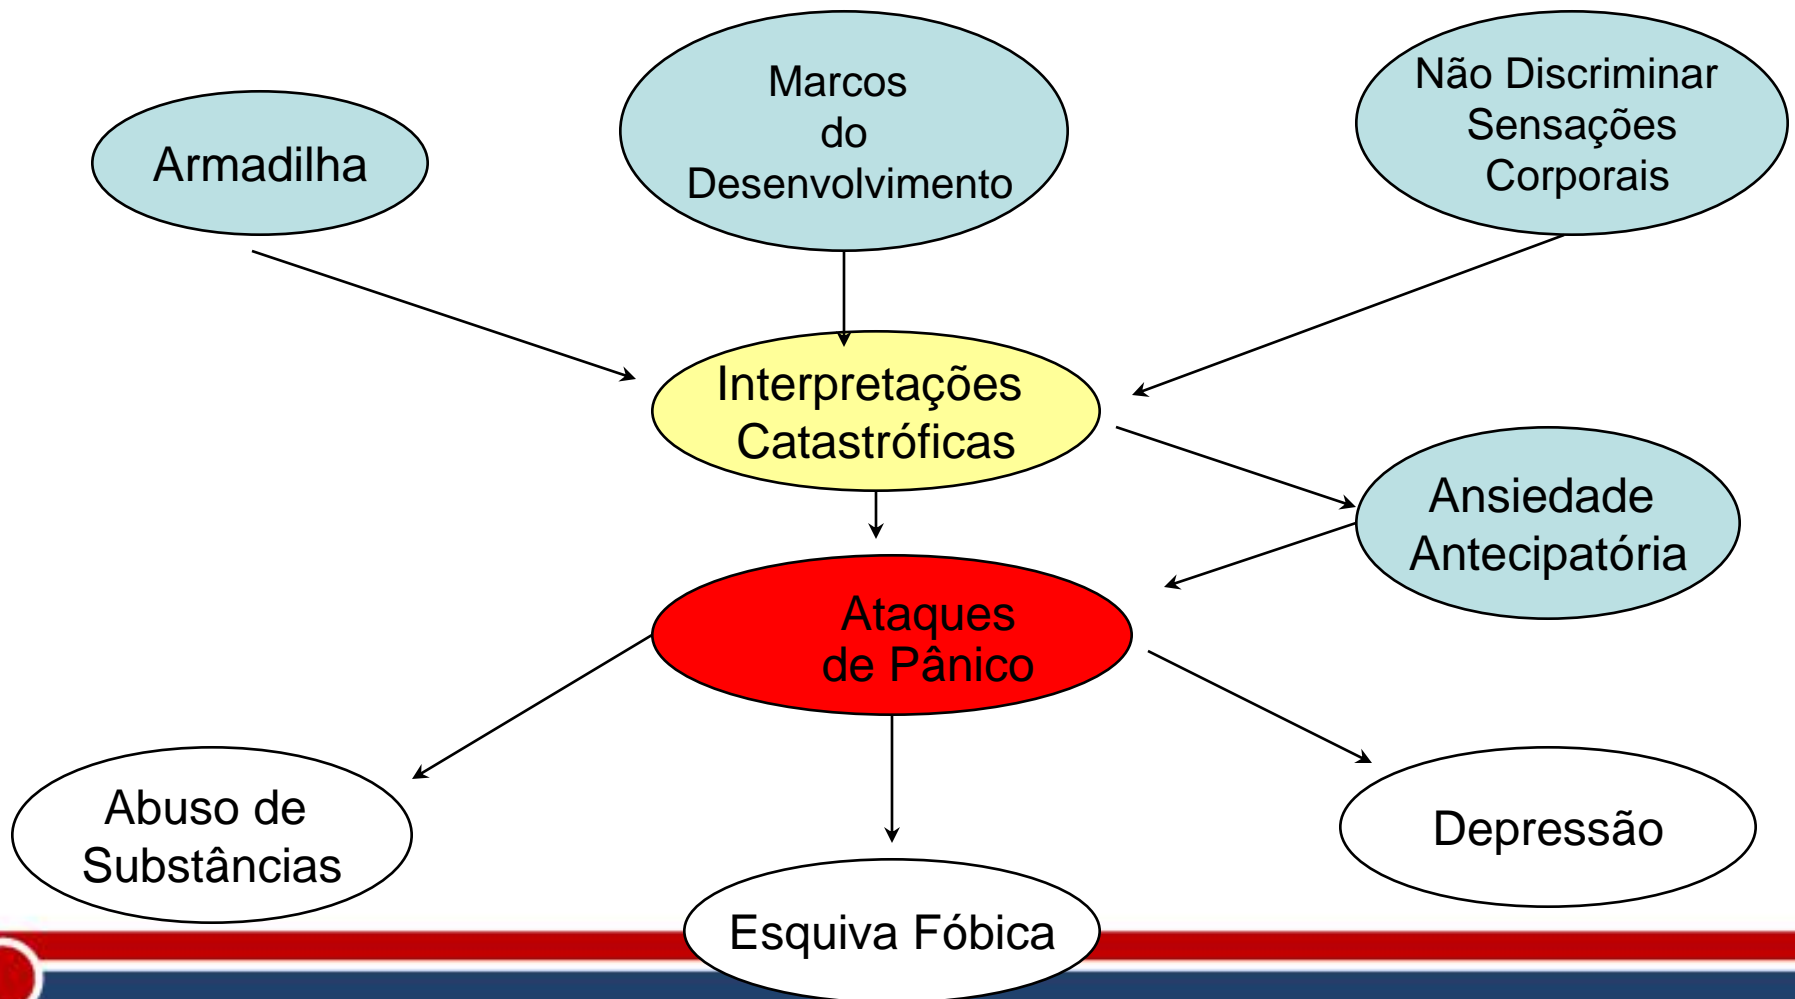 Armadilha
Marcos
do
Desenvolvimento
Não Discriminar
Sensações
Corporais
Interpretações
Catastróficas
Ansiedade
Antecipatória
Ataques
de Pânico
Abuso de
Substâncias
Esquiva Fóbica
Depressão